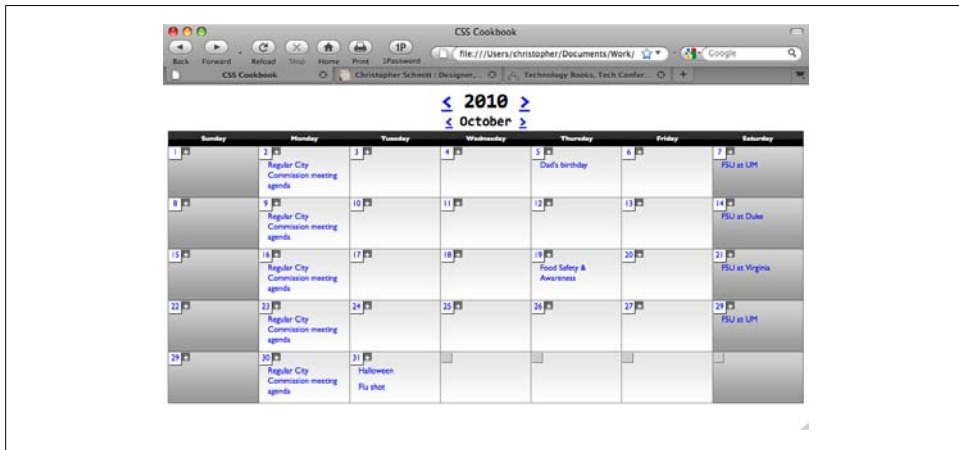 CSS Cookbook
Back Forward Reload Stop Home Print 1Password
1P
file:///Users/christopher/Documents/Work/
Google
CSS Cookbook
Christopher Schmitt : Designer,...
Technology Books, Tech Confer...
+
< 2010 >
< October >
Sunday Monday Tuesday Wednesday Thursday Friday Saturday
1 + 2 + 3 + 4 + 5 + 6 + 7 +
Regular City
Commission meeting
agenda
Dad's birthday
FSU at UM
8 + 9 + 10 + 11 + 12 + 13 + 14 +
Regular City
Commission meeting
agenda
FSU at Duke
15 + 16 + 17 + 18 + 19 + 20 + 21 +
Regular City
Commission meeting
agenda
Food Safety &
Awareness
FSU at Virginia
22 + 23 + 24 + 25 + 26 + 27 + 29 +
Regular City
Commission meeting
agenda
FSU at UM
29 + 30 + 31 +
Regular City
Commission meeting
agenda
Halloween
Flu shot